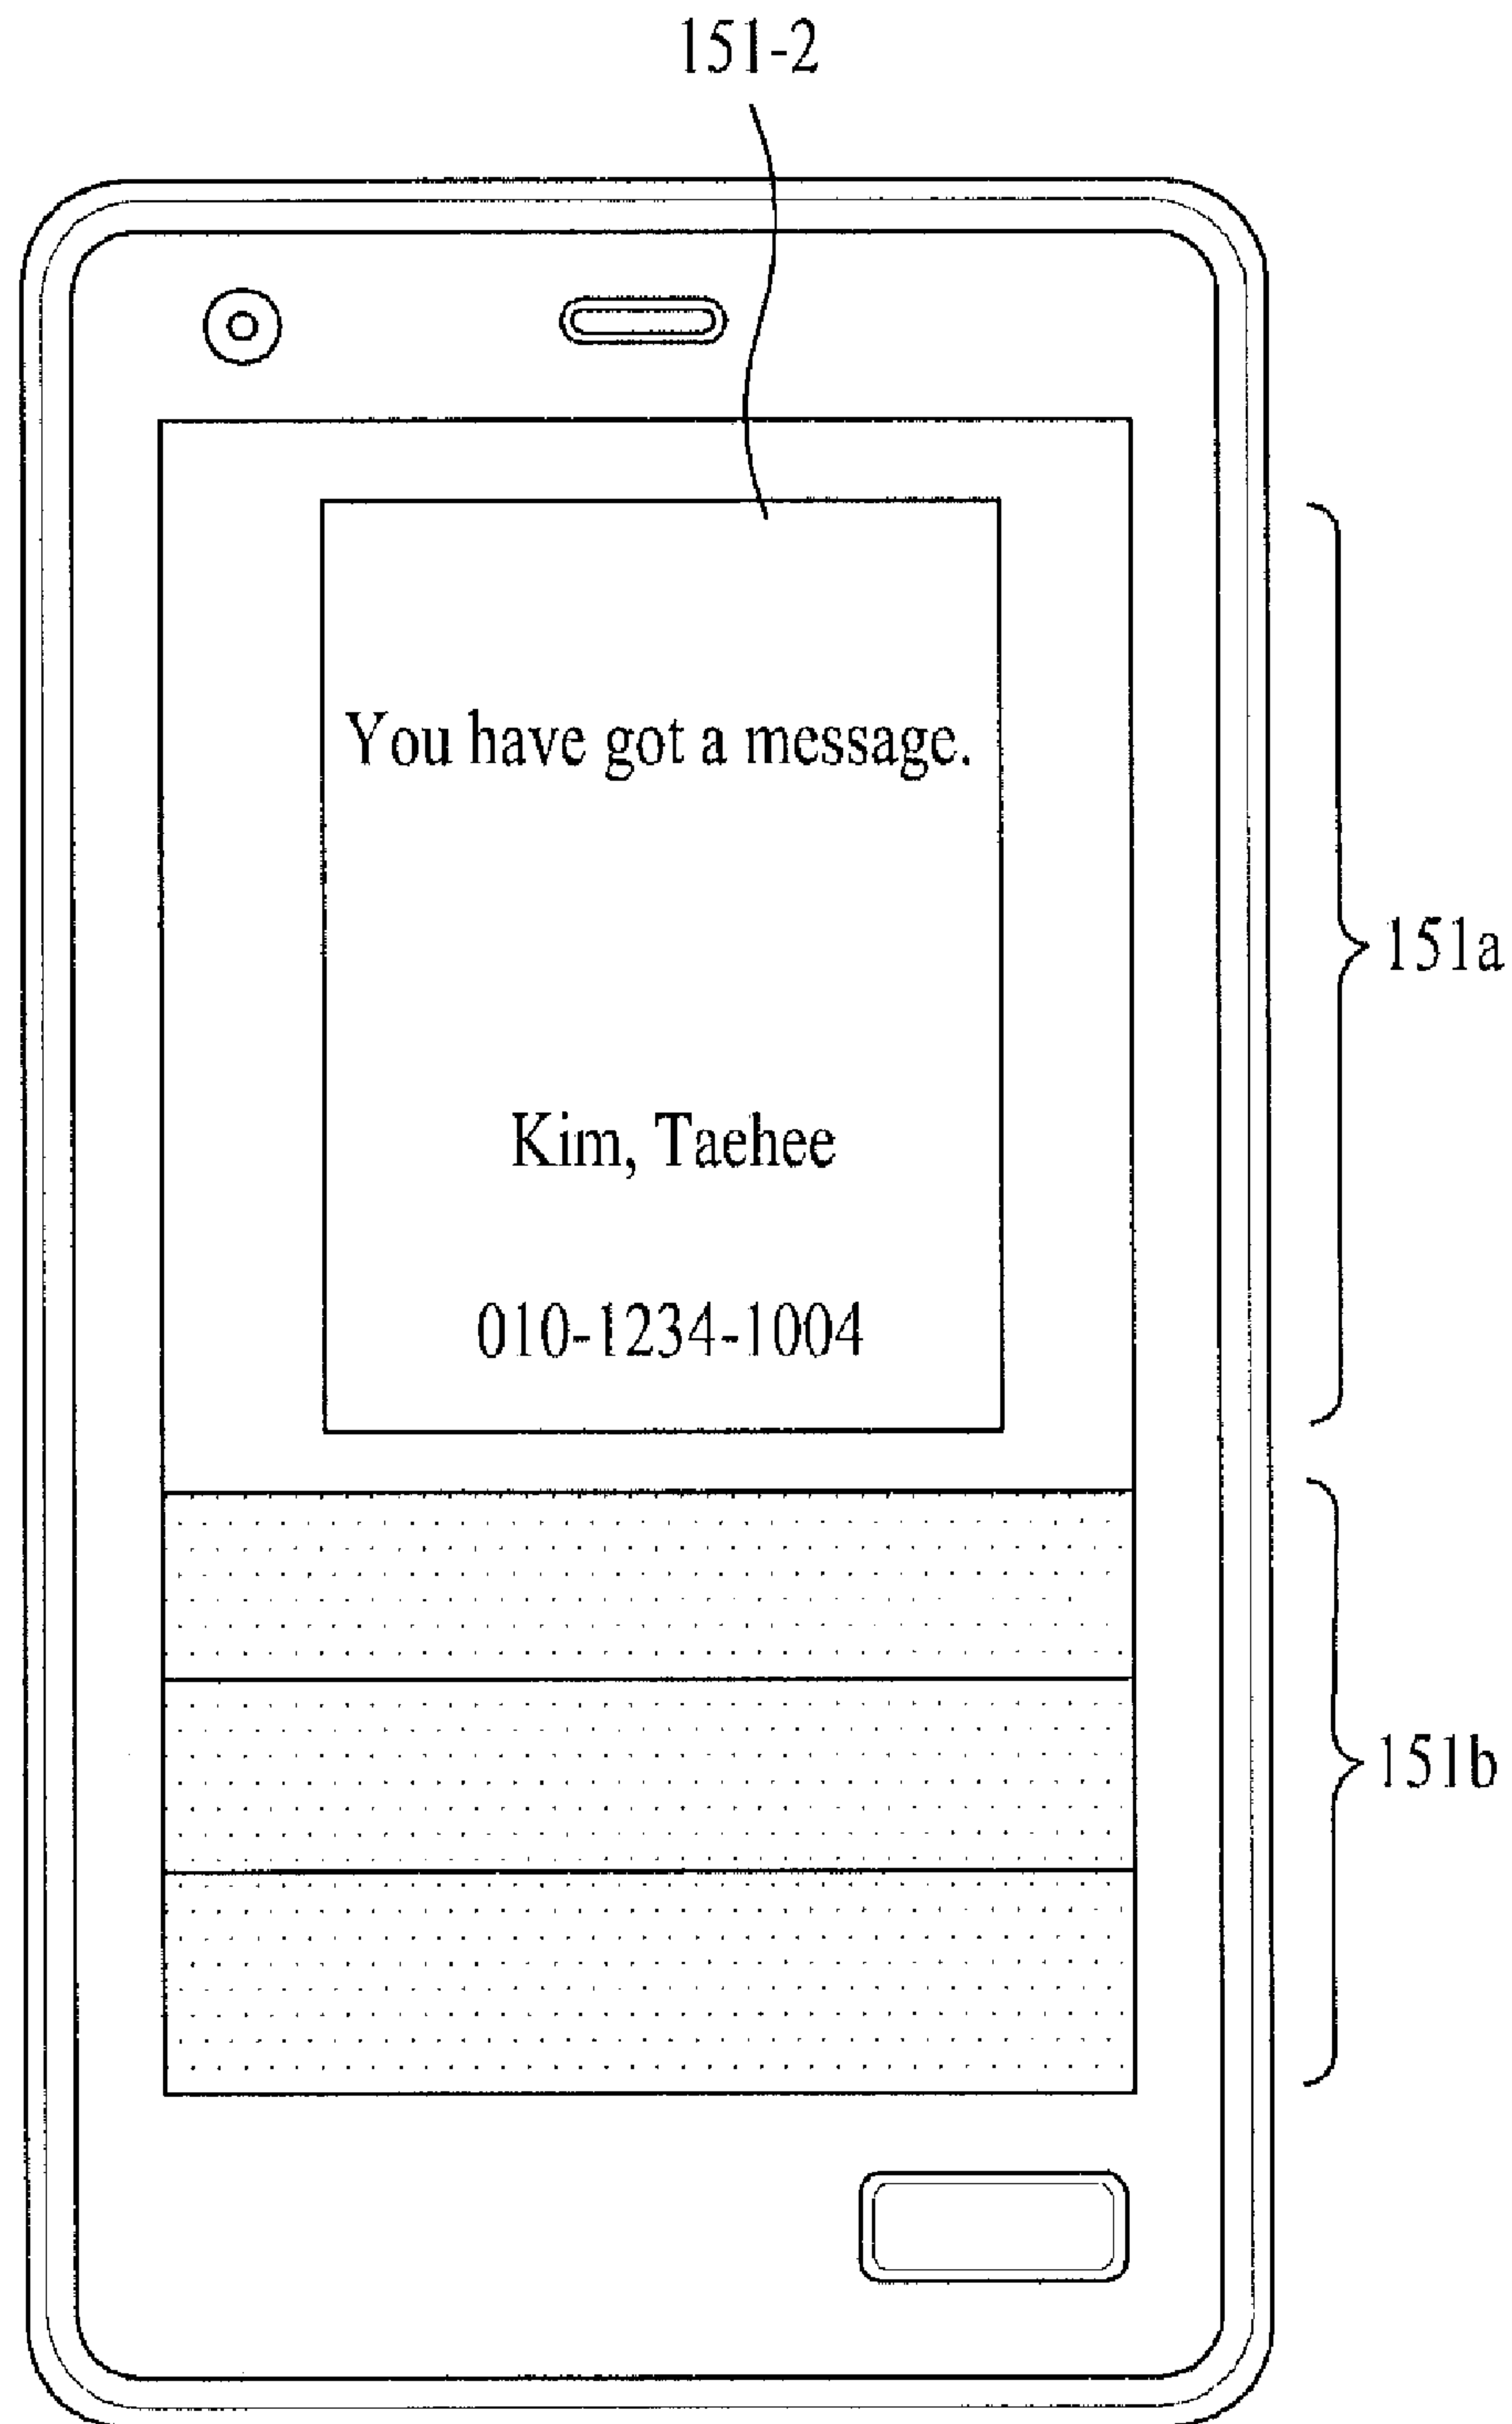 151-2
You have got a message.
151a
Kim, Taehee
010-1234-1004
151b